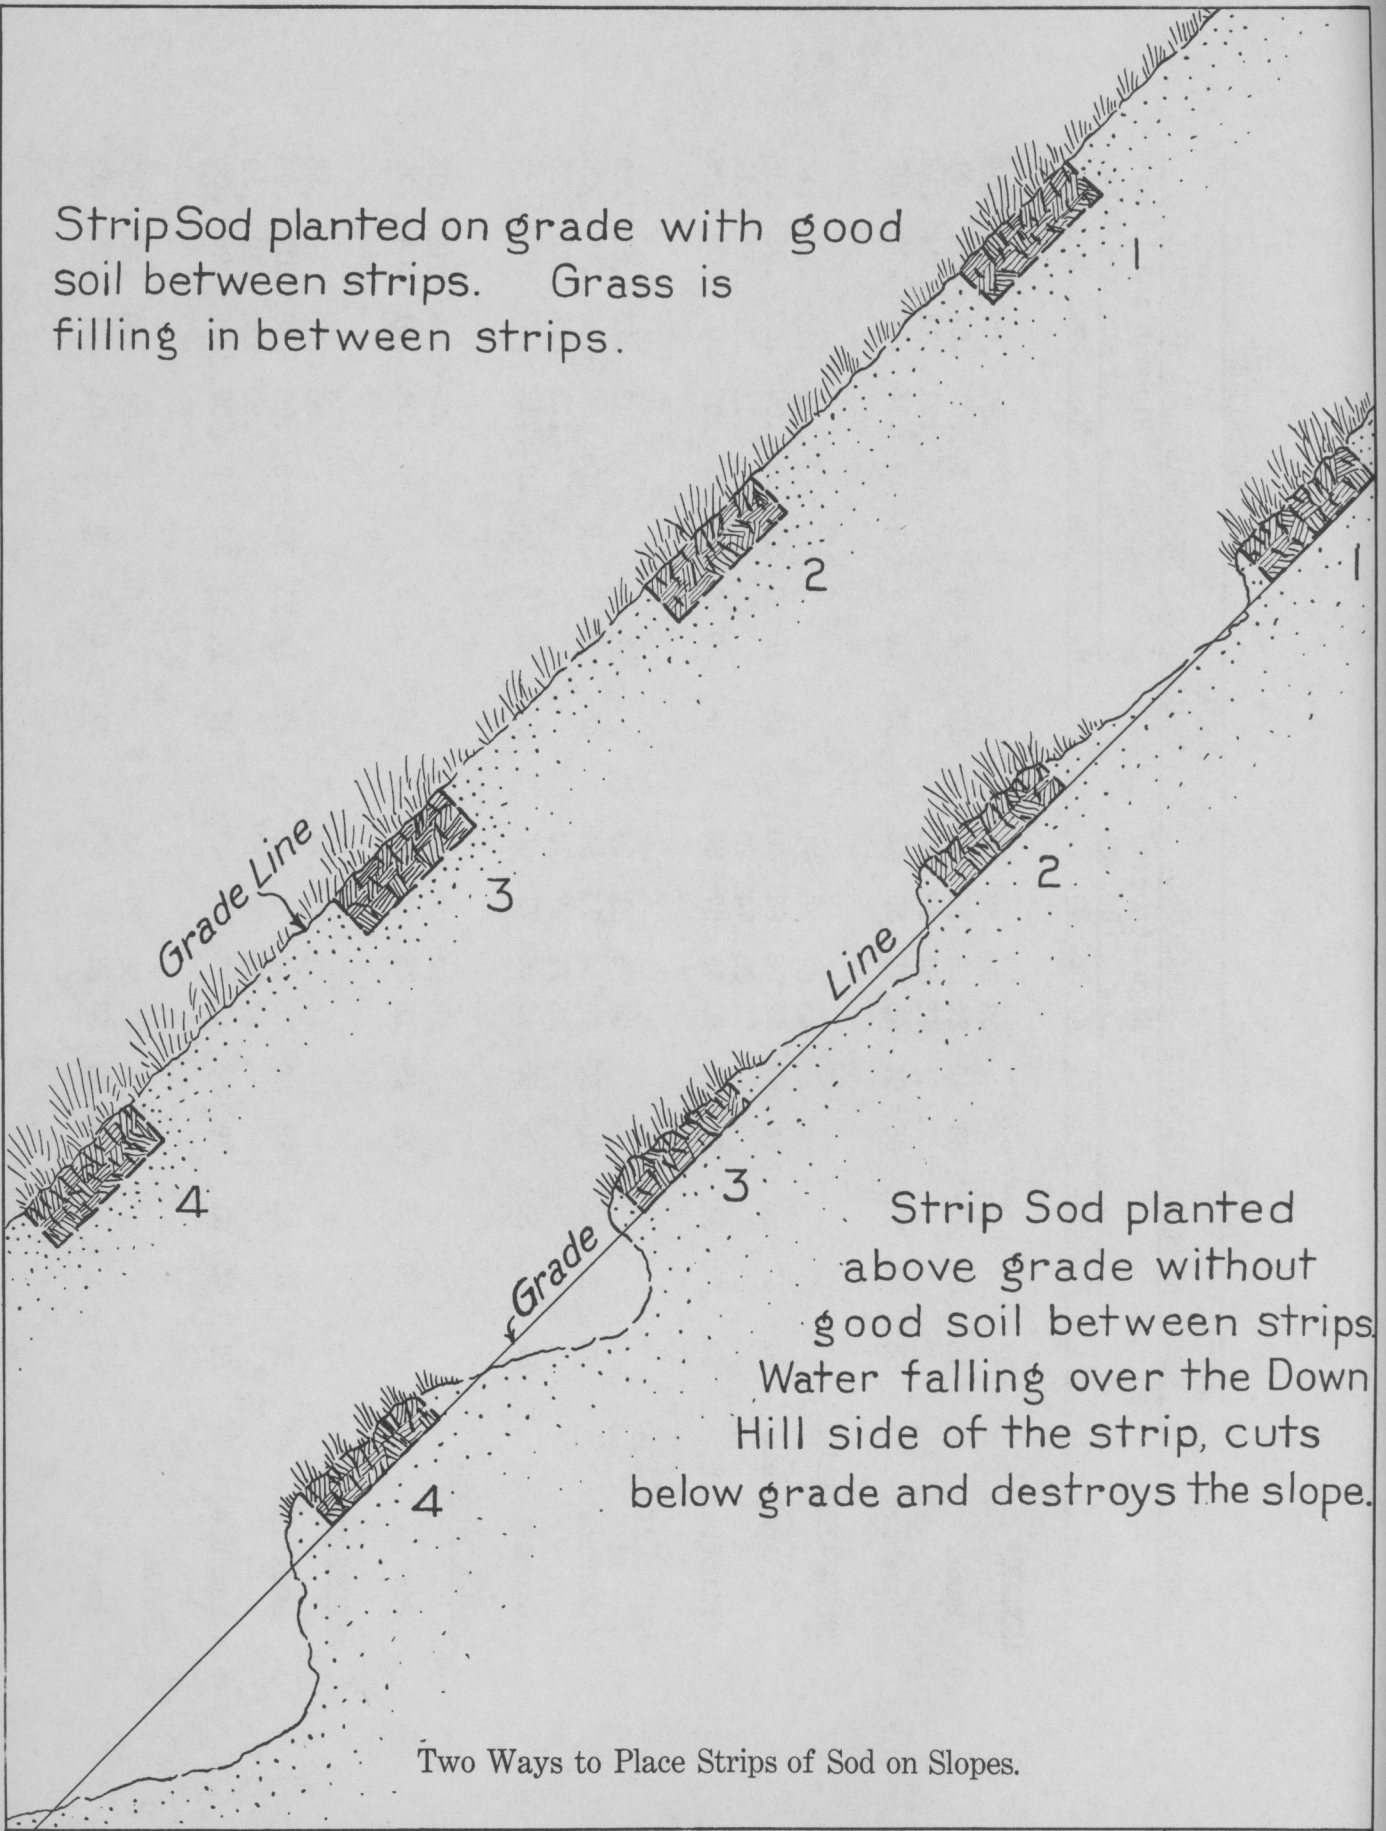 Strip Sod planted on grade with good
soil between strips. Grass is
filling in between strips.
1
2
3
4
Grade Line
1
2
3
4
Grade Line
Strip Sod planted
above grade without
good soil between strips.
Water falling over the Down
Hill side of the strip, cuts
below grade and destroys the slope.
Two Ways to Place Strips of Sod on Slopes.